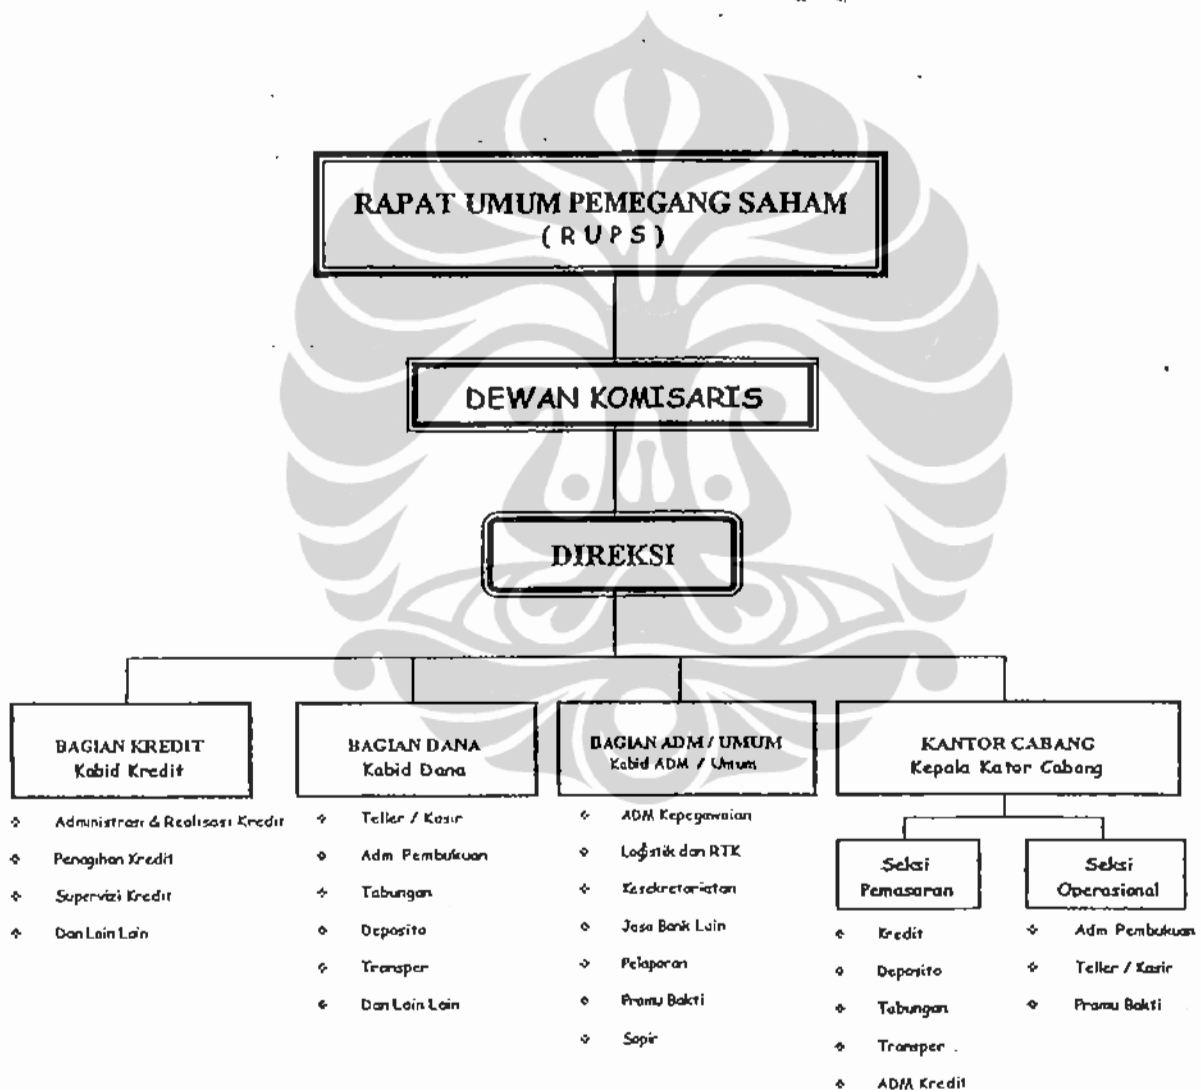 RAPAT UMUM PEMEGANG SAHAM
( R U P S )
DEWAN KOMISARIS
DIREKSI
BAGIAN KREDIT
Kabid Kredit
Administrasi & Realisasi Kredit
Penagihan Kredit
Supervizi Kredit
Dan Lain Lain
BAGIAN DANA
Kabid Dana
Teller / Kasir
Adm Pembukuan
Tabungan
Deposito
Transper
Dan Lain Lain
BAGIAN ADM / UMUM
Kabid ADM / Umum
ADM Kepegawaian
Logistik dan RTK
Kesekretariatan
Jasa Bank Lain
Pelaporan
Pramu Bakti
Sopir
KANTOR CABANG
Kepala Kator Cabang
Seksi
Pemasaran
Kredit
Deposito
Tabungan
Transper
ADM Kredit
Seksi
Operasional
Adm Pembukuan
Teller / Kasir
Pramu Bakti